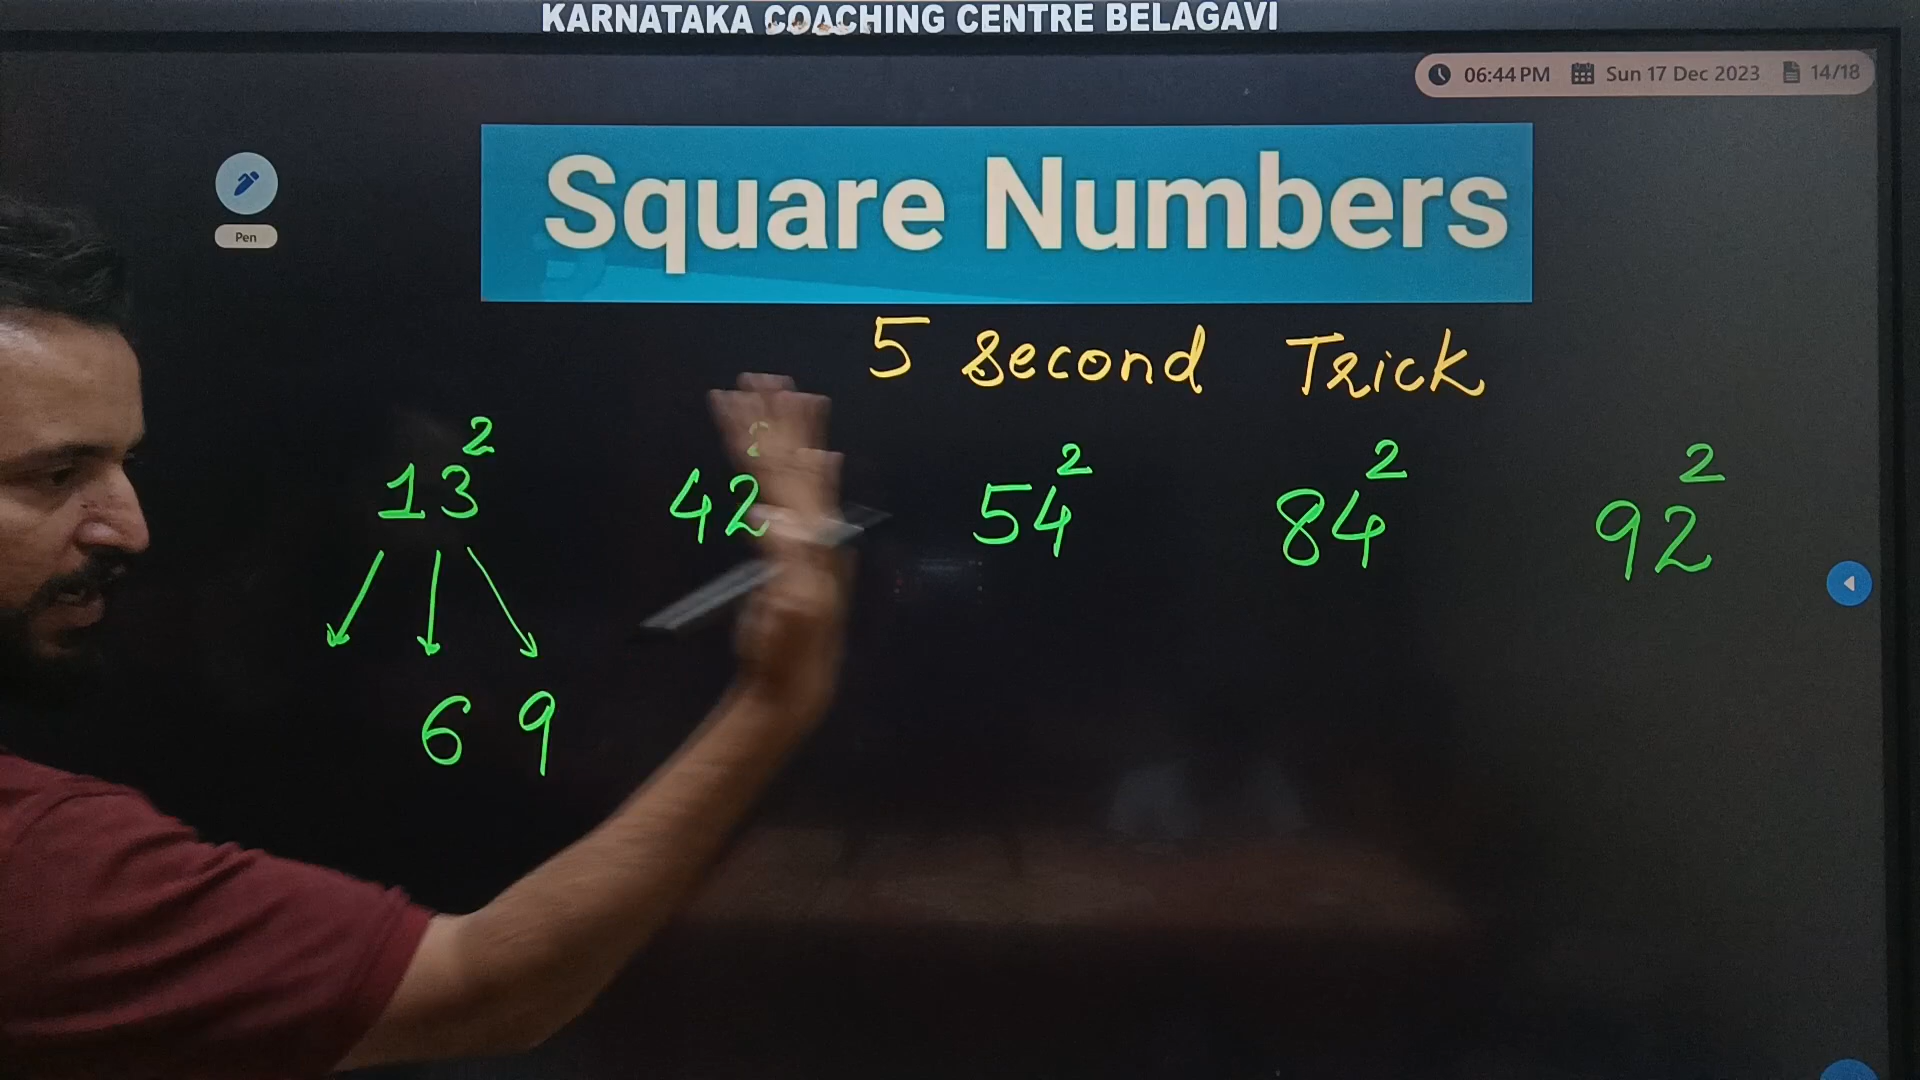 KARNATAKA COACHING CENTRE BELAGAVI
06:44 PM Sun 17 Dec 2023 14/18
Square Numbers
Pen
5 second Trick
13² 42² 54² 84² 92²
6 9